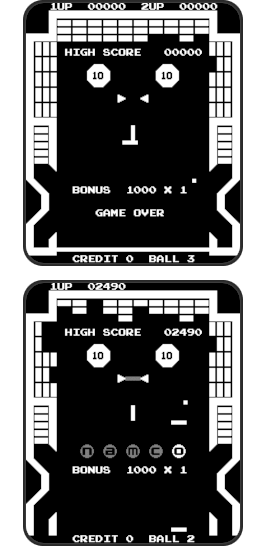 1UP 00000 2UP 00000
HIGH SCORE 00000
10 10
BONUS 1000 X 1
GAME OVER
CREDIT 0 BALL 3
1UP 02490
HIGH SCORE 02490
10 10
namco
BONUS 1000 X 1
CREDIT 0 BALL 2